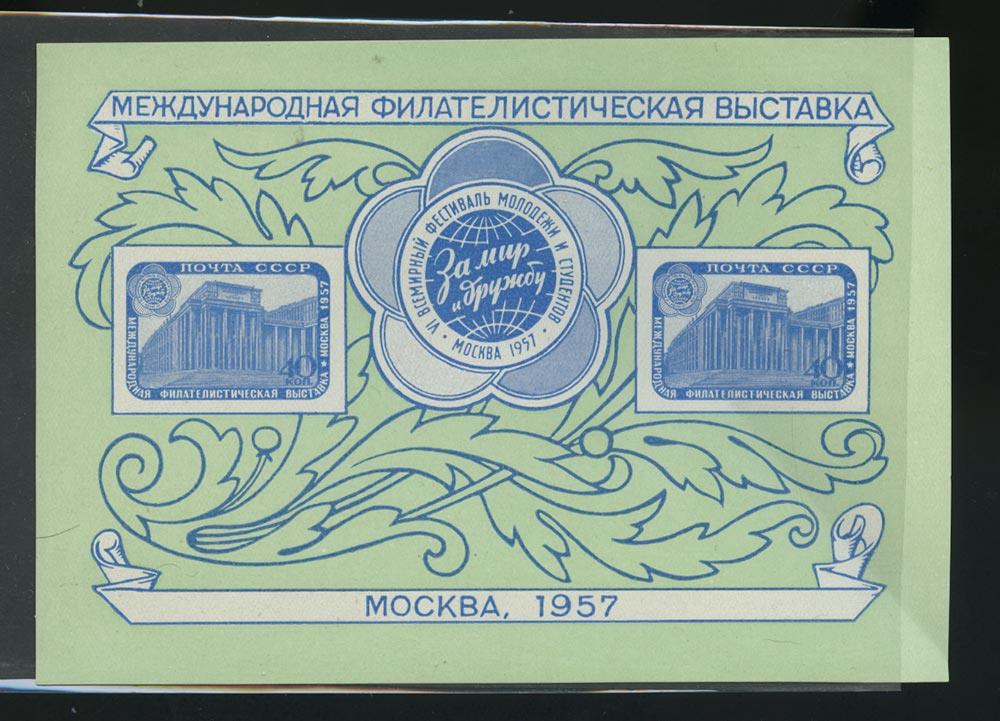 МЕЖДУНАРОДНАЯ ФИЛАТЕЛИСТИЧЕСКАЯ ВЫСТАВКА
VI ВСЕМИРНЫЙ ФЕСТИВАЛЬ МОЛОДЕЖИ И СТУДЕНТОВ
• МОСКВА 1957 •
За мир
и дружбу
ПОЧТА СССР
МЕЖДУНАРОДНАЯ ФИЛАТЕЛИСТИЧЕСКАЯ ВЫСТАВКА ★ МОСКВА 1957
40
КОП.
ПОЧТА СССР
МЕЖДУНАРОДНАЯ ФИЛАТЕЛИСТИЧЕСКАЯ ВЫСТАВКА ★ МОСКВА 1957
40
КОП.
МОСКВА, 1957